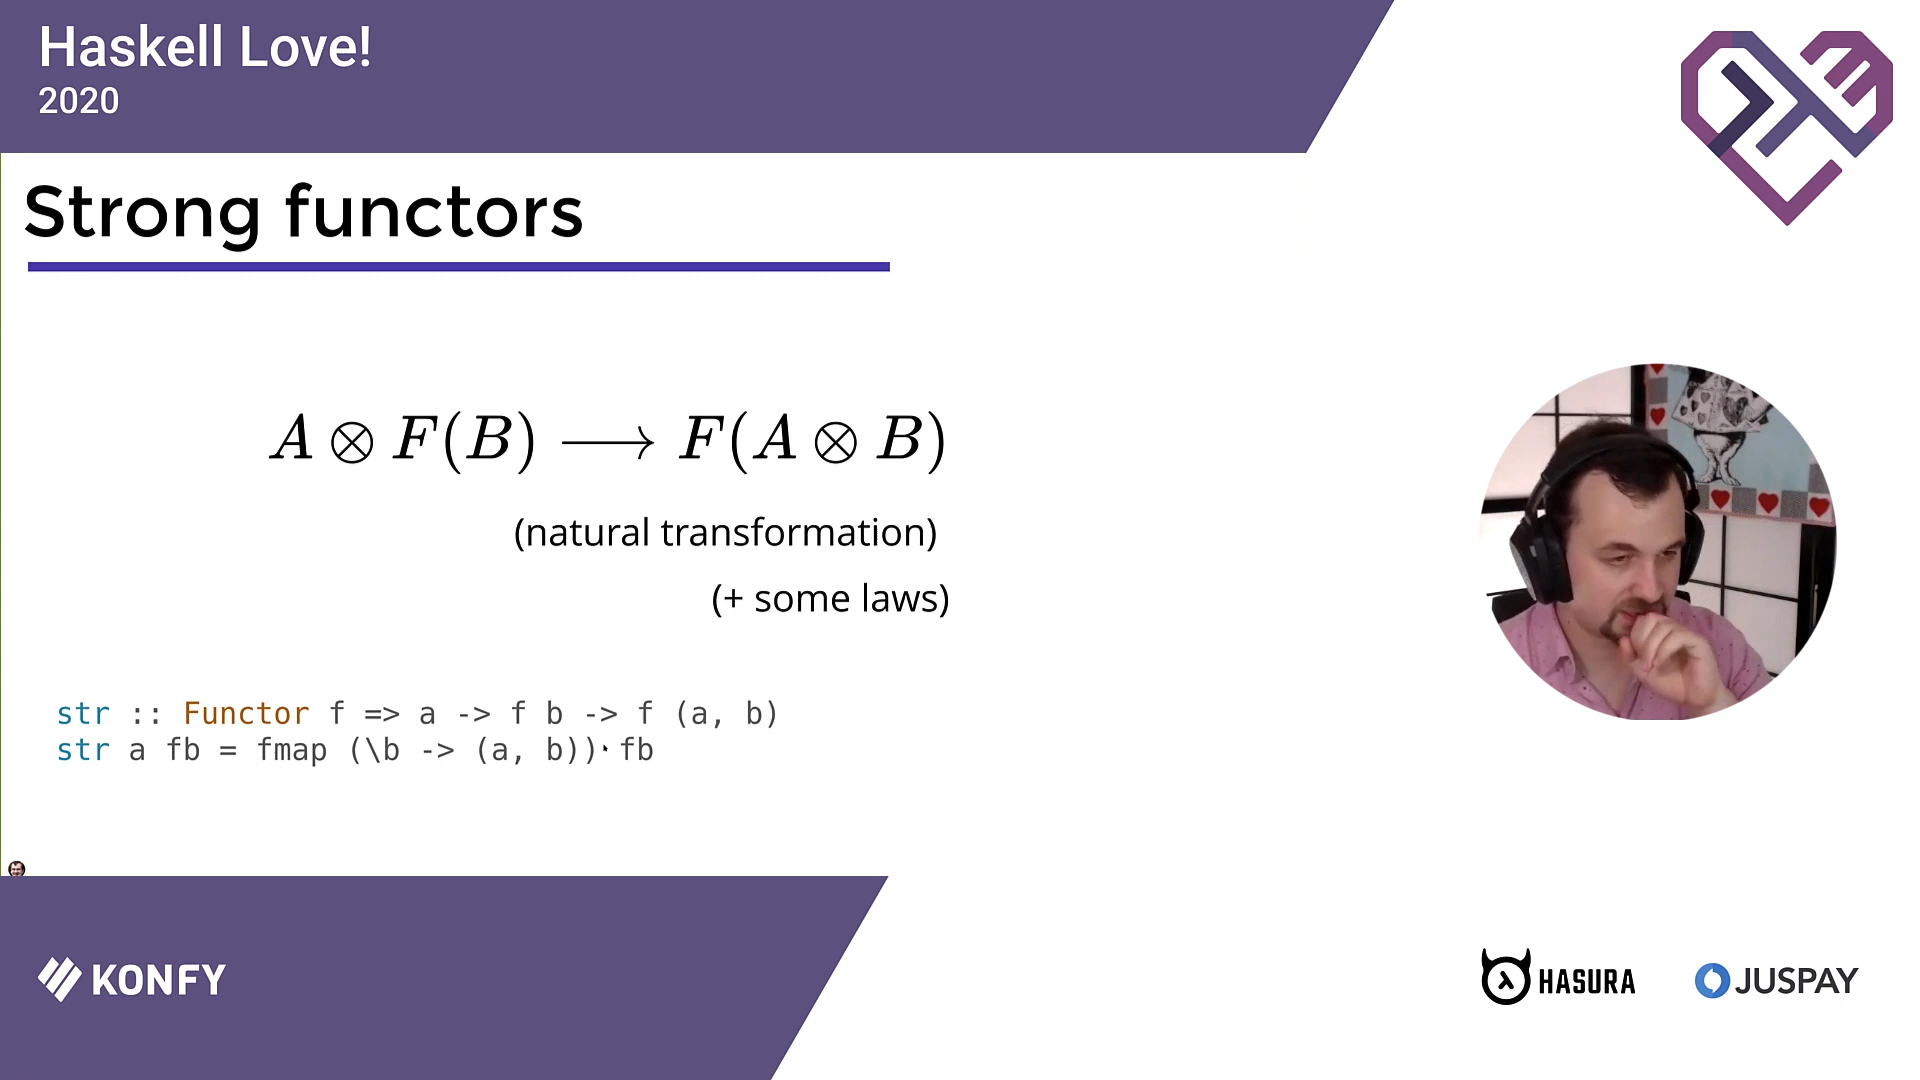 Haskell Love!
2020
Strong functors
A ⊗ F(B) ⟶ F(A ⊗ B)
(natural transformation)
(+ some laws)
str :: Functor f => a -> f b -> f (a, b)
str a fb = fmap (\b -> (a, b)) fb
KONFY
HASURA
JUSPAY